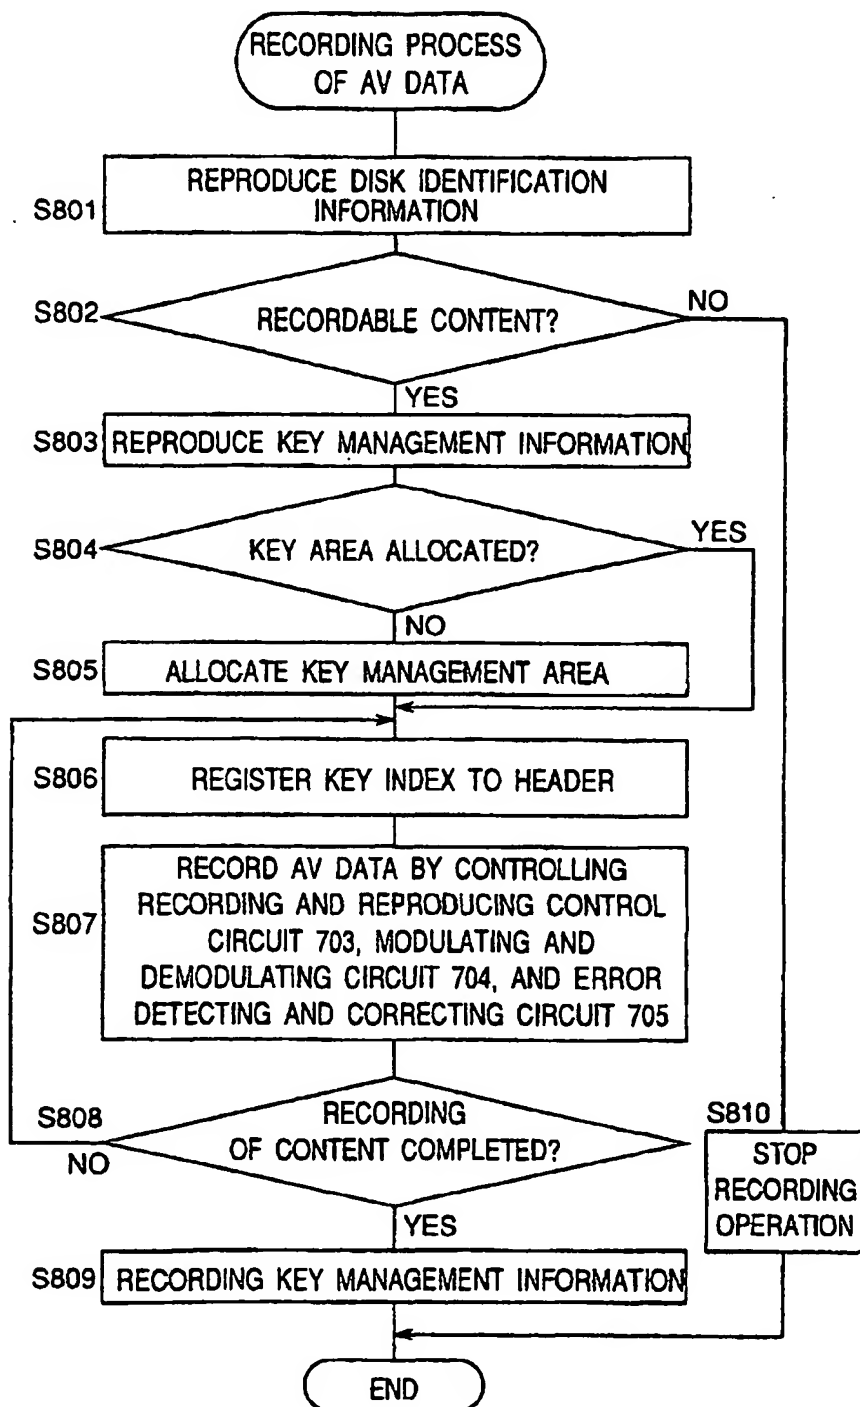 RECORDING PROCESS
OF AV DATA
REPRODUCE DISK IDENTIFICATION
INFORMATION
S801
S802
RECORDABLE CONTENT?
NO
YES
S803
REPRODUCE KEY MANAGEMENT INFORMATION
S804
KEY AREA ALLOCATED?
YES
NO
S805
ALLOCATE KEY MANAGEMENT AREA
S806
REGISTER KEY INDEX TO HEADER
S807
RECORD AV DATA BY CONTROLLING
RECORDING AND REPRODUCING CONTROL
CIRCUIT 703, MODULATING AND
DEMODULATING CIRCUIT 704, AND ERROR
DETECTING AND CORRECTING CIRCUIT 705
S808
RECORDING
OF CONTENT COMPLETED?
NO
YES
S810
STOP
RECORDING
OPERATION
S809
RECORDING KEY MANAGEMENT INFORMATION
END